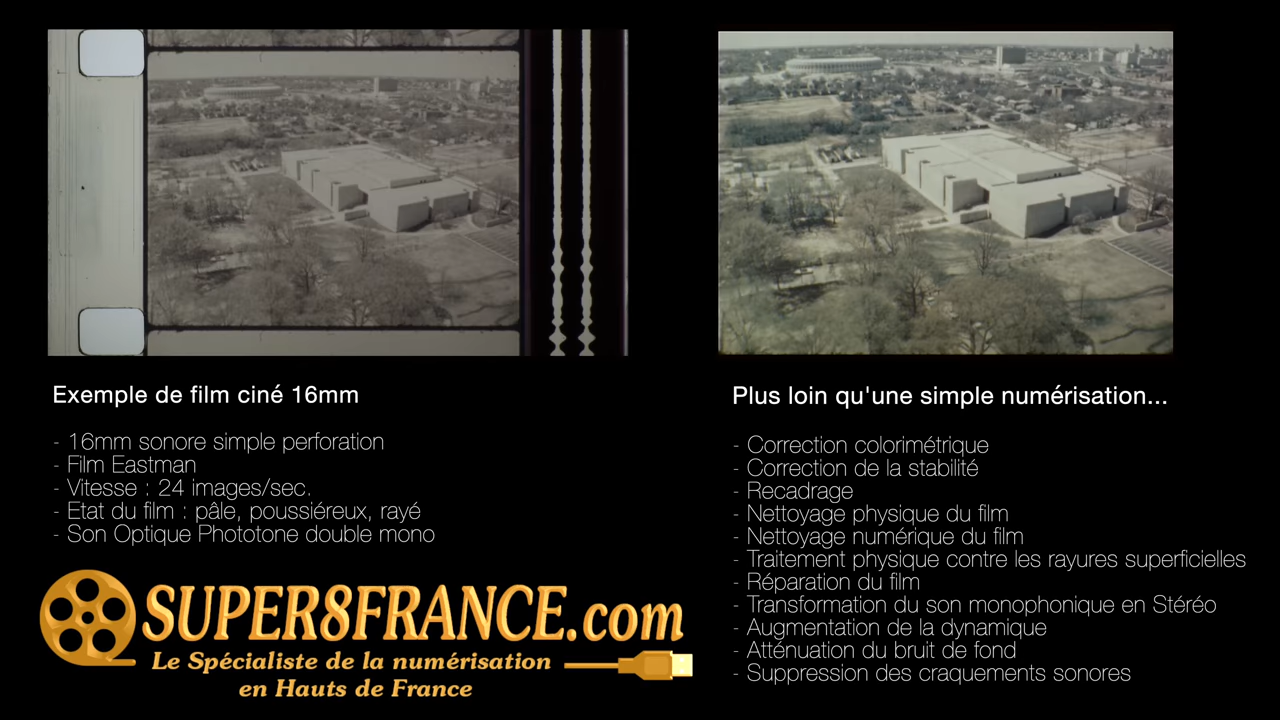 Exemple de film ciné 16mm
- 16mm sonore simple perforation
- Film Eastman
- Vitesse : 24 images/sec.
- Etat du film : pâle, poussiéreux, rayé
- Son Optique Phototone double mono
SUPER8FRANCE.com
Le Spécialiste de la numérisation
en Hauts de France
Plus loin qu'une simple numérisation...
- Correction colorimétrique
- Correction de la stabilité
- Recadrage
- Nettoyage physique du film
- Nettoyage numérique du film
- Traitement physique contre les rayures superficielles
- Réparation du film
- Transformation du son monophonique en Stéréo
- Augmentation de la dynamique
- Atténuation du bruit de fond
- Suppression des craquements sonores